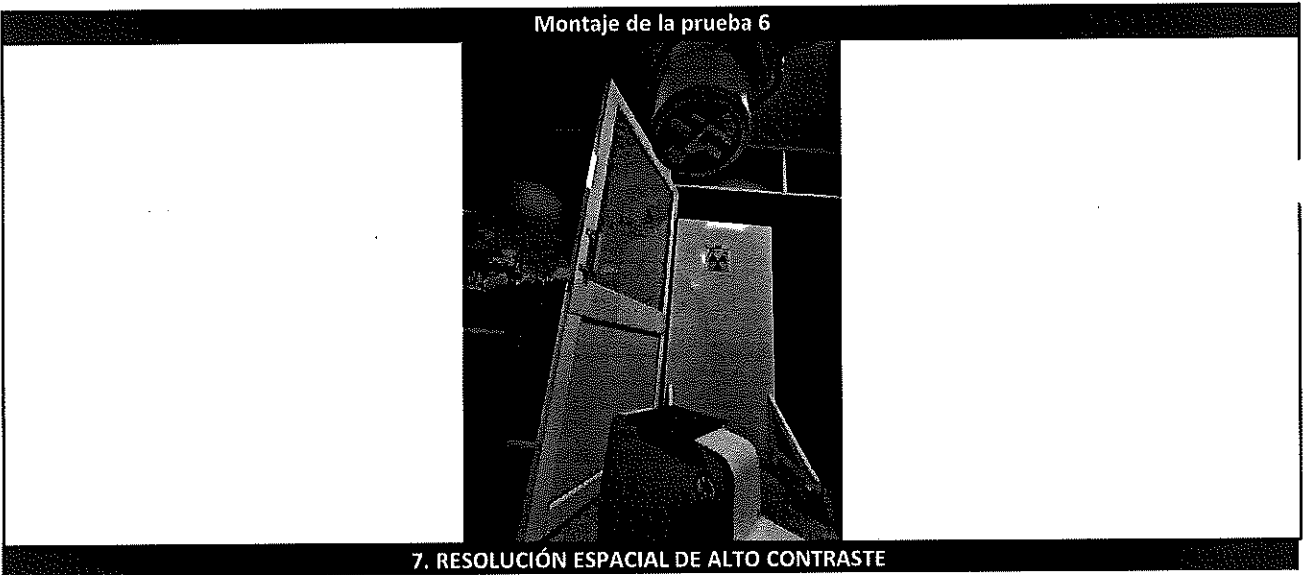 Montaje de la prueba 6
7. RESOLUCIÓN ESPACIAL DE ALTO CONTRASTE